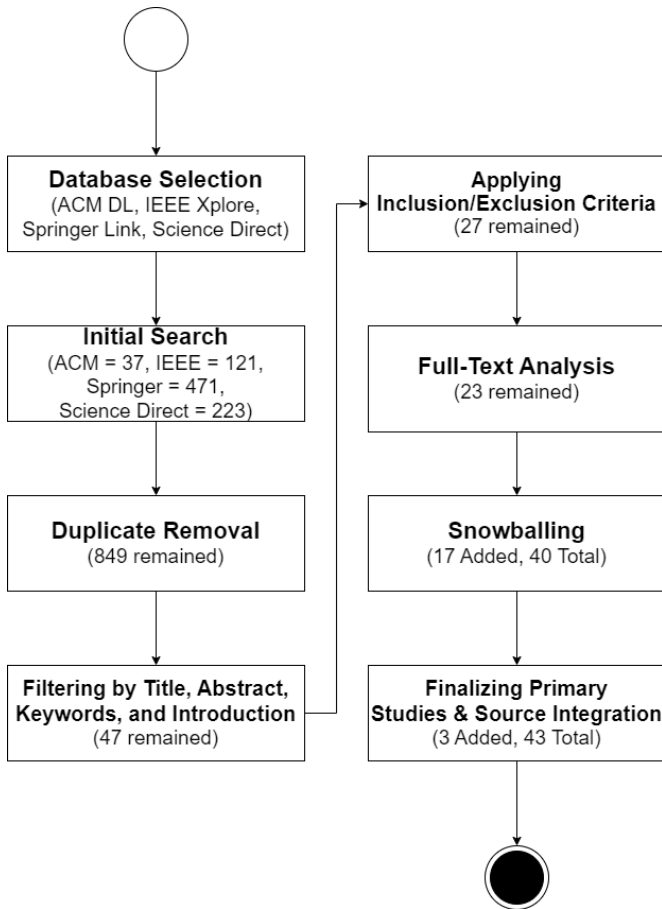 Database Selection
(ACM DL, IEEE Xplore,
Springer Link, Science Direct)
Initial Search
(ACM = 37, IEEE = 121,
Springer = 471,
Science Direct = 223)
Duplicate Removal
(849 remained)
Filtering by Title, Abstract,
Keywords, and Introduction
(47 remained)
Applying
Inclusion/Exclusion Criteria
(27 remained)
Full-Text Analysis
(23 remained)
Snowballing
(17 Added, 40 Total)
Finalizing Primary
Studies & Source Integration
(3 Added, 43 Total)